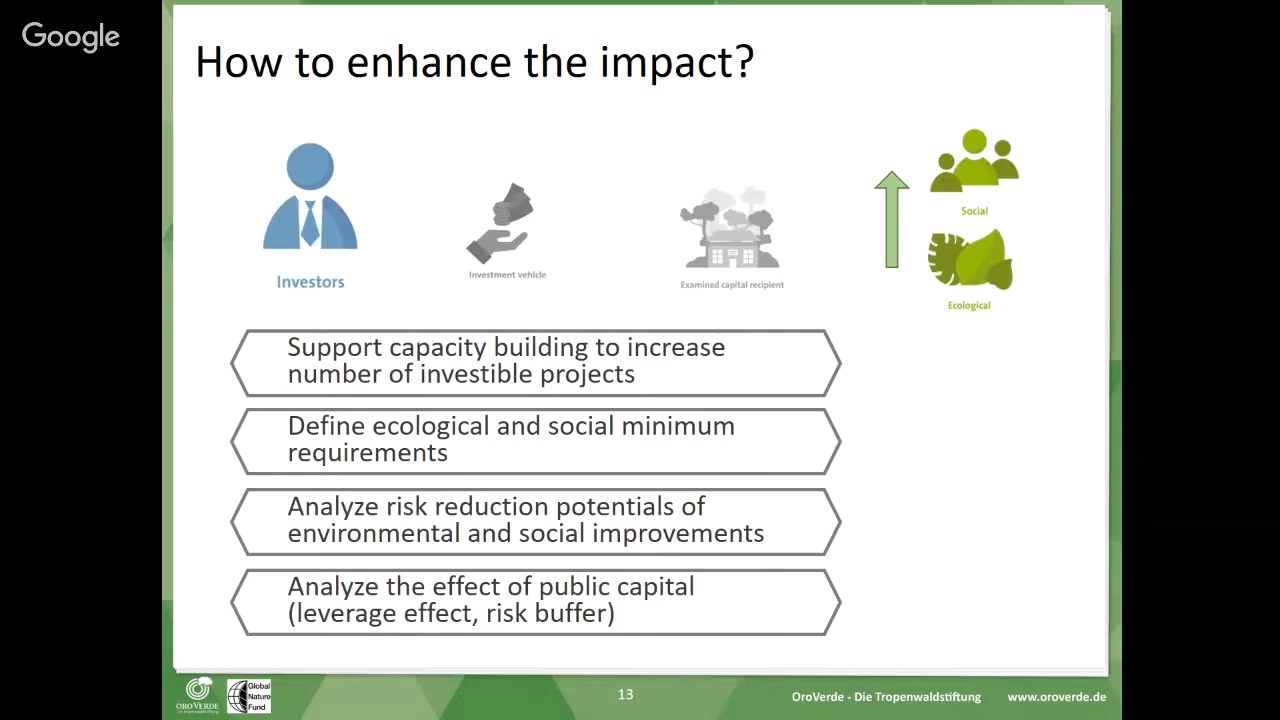 Google
How to enhance the impact?
Investors
Investment vehicle
Examined capital recipient
Social
Ecological
Support capacity building to increase
number of investible projects
Define ecological and social minimum
requirements
Analyze risk reduction potentials of
environmental and social improvements
Analyze the effect of public capital
(leverage effect, risk buffer)
OROVERDE
Die Tropenwaldstiftung
Global
Nature
Fund
13
OroVerde - Die Tropenwaldstiftung
www.oroverde.de